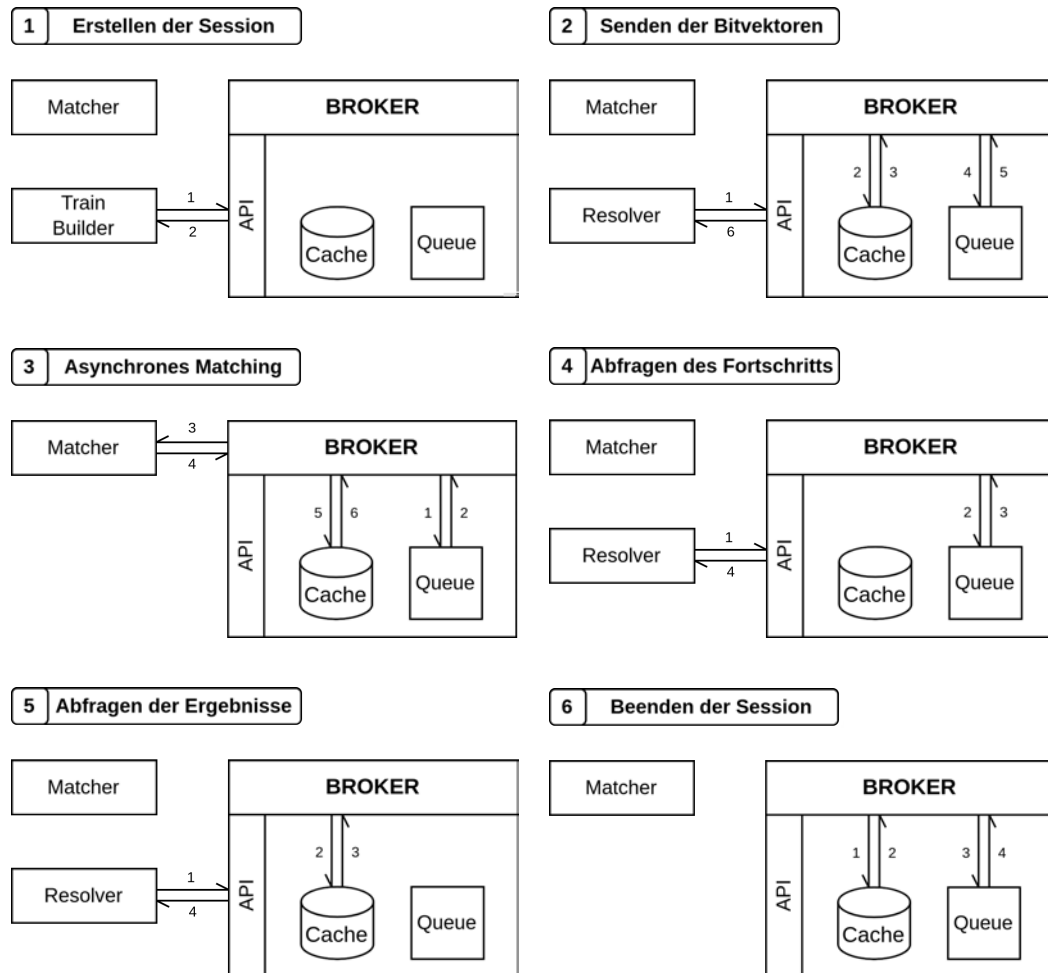 1 Erstellen der Session
Matcher
BROKER
Train
Builder
1
2
API
Cache
Queue
2 Senden der Bitvektoren
Matcher
BROKER
2 3 4 5
Resolver
1
6
API
Cache
Queue
3 Asynchrones Matching
Matcher
3
4
BROKER
5 6 1 2
API
Cache
Queue
4 Abfragen des Fortschritts
Matcher
BROKER
2 3
Resolver
1
4
API
Cache
Queue
5 Abfragen der Ergebnisse
Matcher
BROKER
2 3
Resolver
1
4
API
Cache
Queue
6 Beenden der Session
Matcher
BROKER
1 2 3 4
API
Cache
Queue